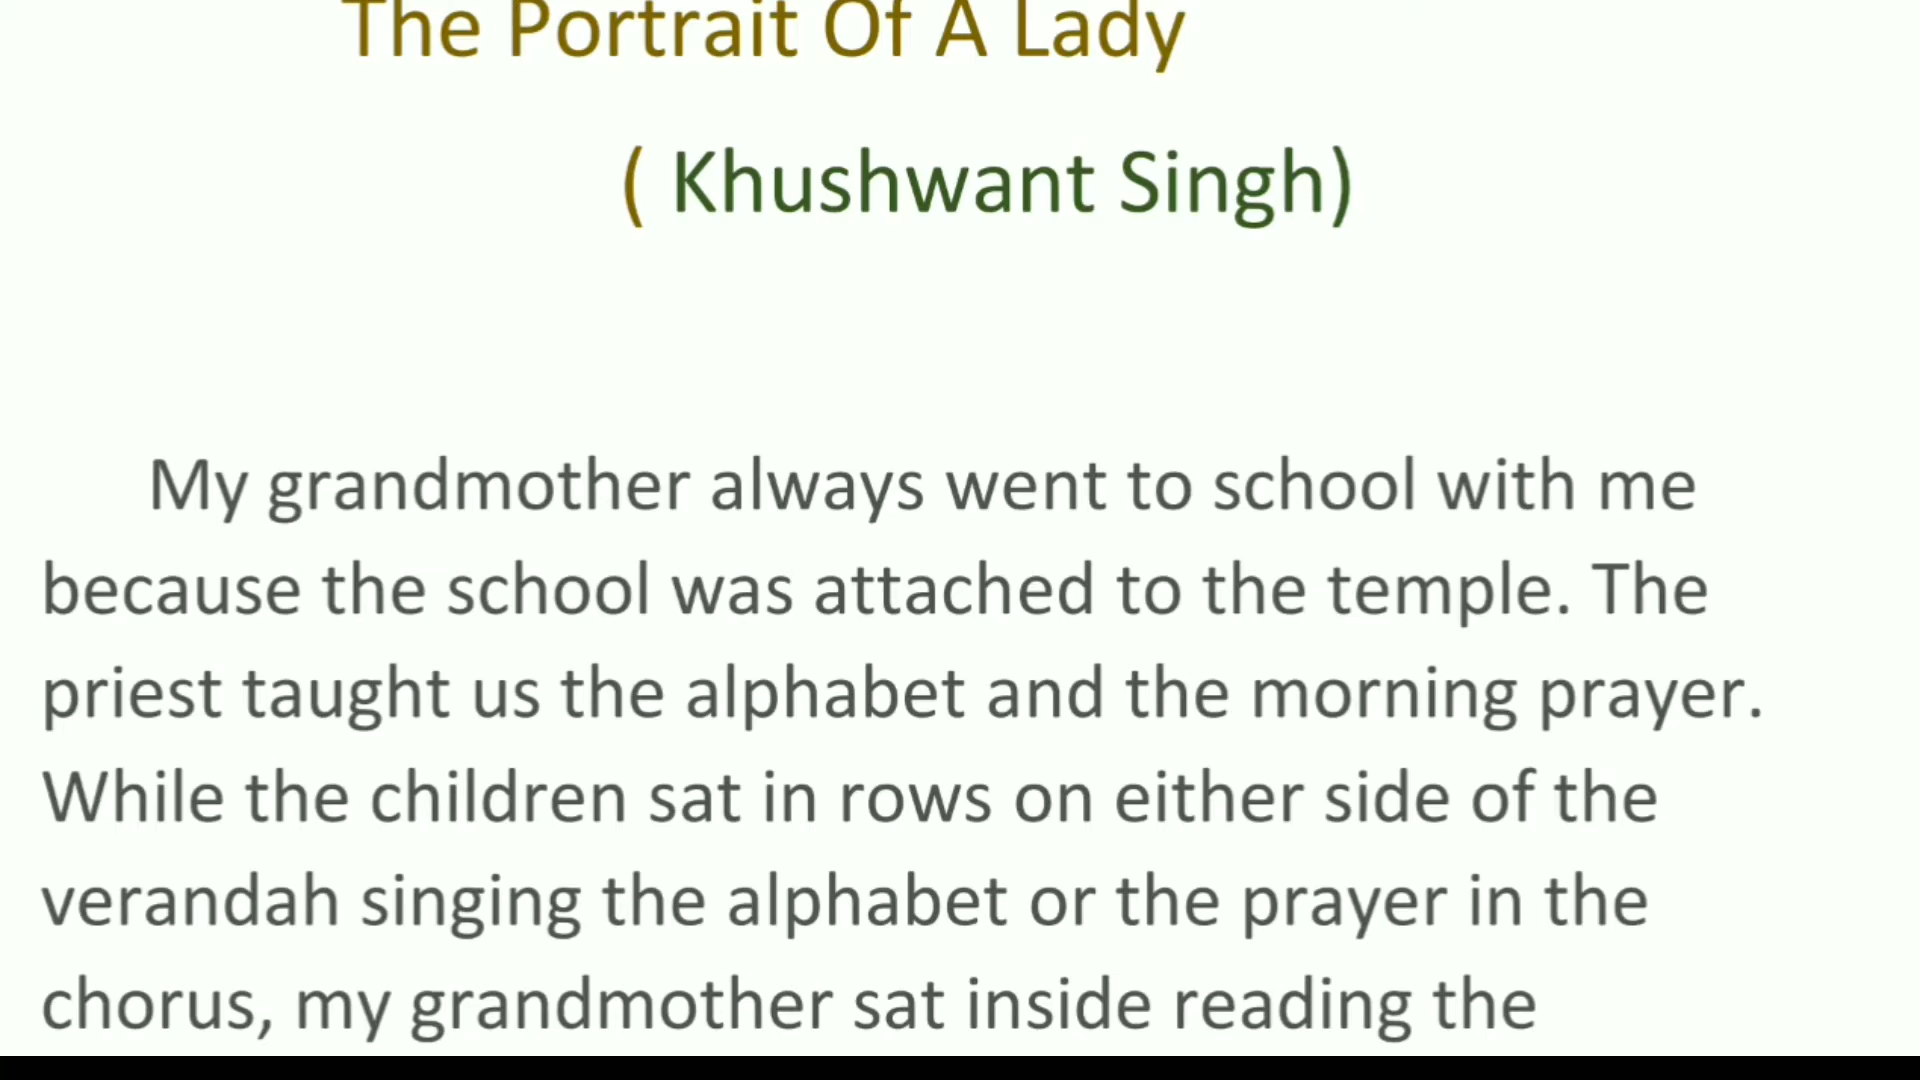 The Portrait Of A Lady
( Khushwant Singh)
My grandmother always went to school with me
because the school was attached to the temple. The
priest taught us the alphabet and the morning prayer.
While the children sat in rows on either side of the
verandah singing the alphabet or the prayer in the
chorus, my grandmother sat inside reading the